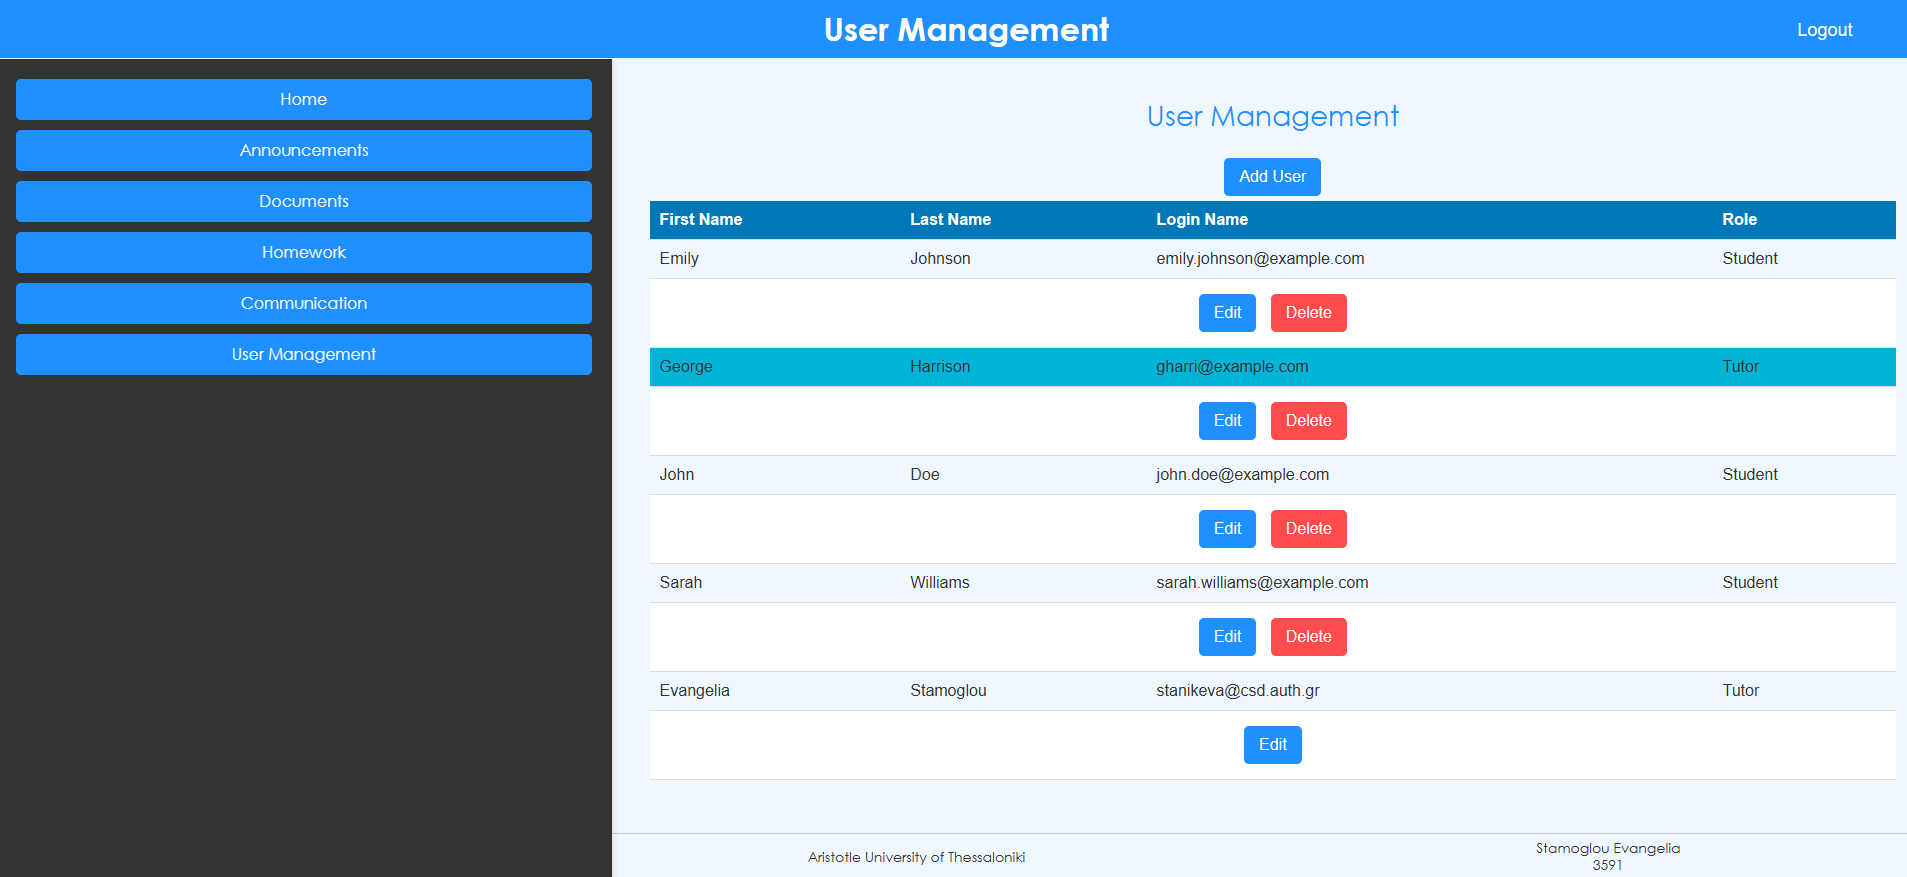 User Management
Logout
Home
Announcements
Documents
Homework
Communication
User Management
User Management
Add User
First Name Last Name Login Name Role
Emily Johnson emily.johnson@example.com Student
Edit Delete
George Harrison gharri@example.com Tutor
Edit Delete
John Doe john.doe@example.com Student
Edit Delete
Sarah Williams sarah.williams@example.com Student
Edit Delete
Evangelia Stamoglou stanikeva@csd.auth.gr Tutor
Edit
Aristotle University of Thessaloniki
Stamoglou Evangelia
3591